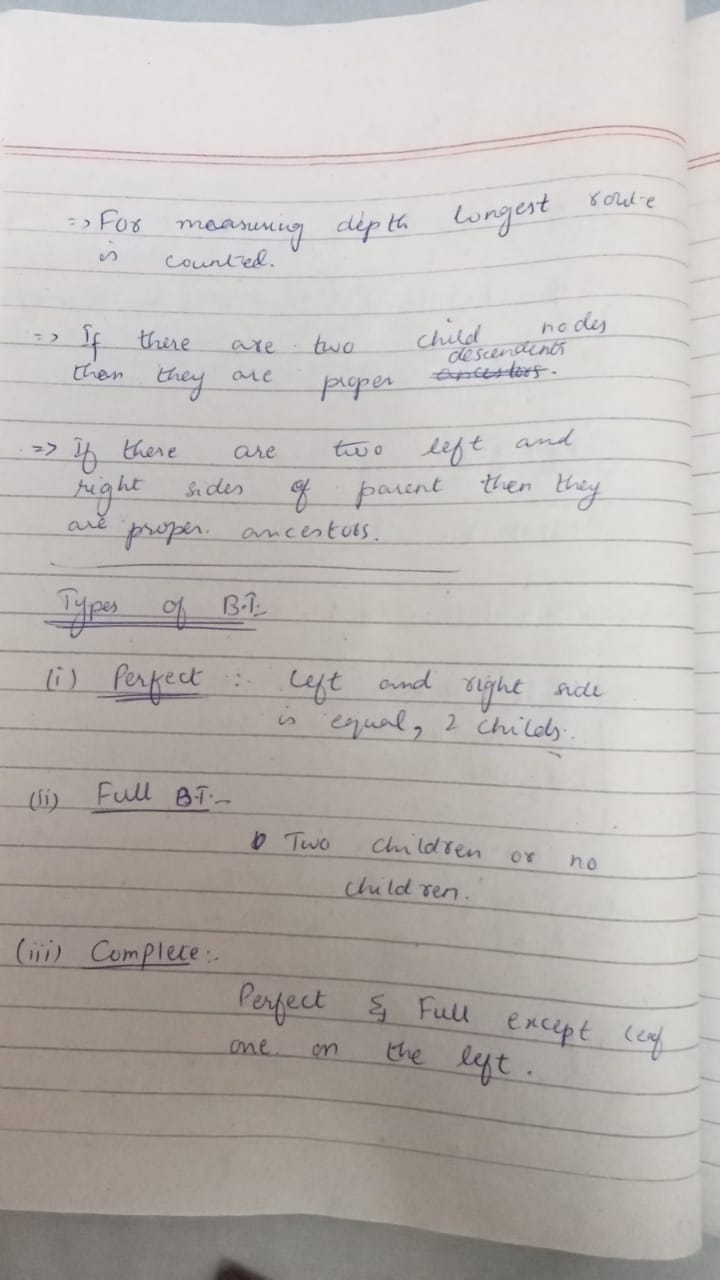 => For measuring depth longest route
is counted.
=> If there are two child nodes
then they are proper ancestors descendents.
=> If there are two left and
right sides of parent then they
are proper ancestors.
Types of B.T:-
(i) Perfect :- Left and right side
is equal, 2 childs.
(ii) Full B.T:-
Two children or no
children.
(iii) Complete:-
Perfect & Full except leaf
one on the left.